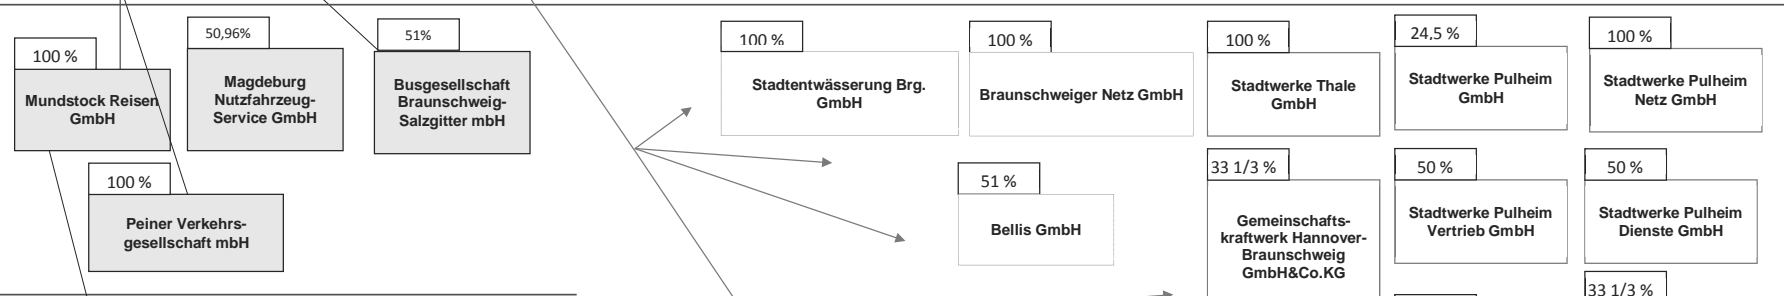 100 %
Mundstock Reisen
GmbH
50,96%
Magdeburg
Nutzfahrzeug-
Service GmbH
51%
Busgesellschaft
Braunschweig-
Salzgitter mbH
100 %
Peiner Verkehrs-
gesellschaft mbH
100 %
Stadtentwässerung Brg.
GmbH
100 %
Braunschweiger Netz GmbH
51 %
Bellis GmbH
100 %
Stadtwerke Thale
GmbH
24,5 %
Stadtwerke Pulheim
GmbH
100 %
Stadtwerke Pulheim
Netz GmbH
33 1/3 %
Gemeinschafts-
kraftwerk Hannover-
Braunschweig
GmbH&Co.KG
50 %
Stadtwerke Pulheim
Vertrieb GmbH
50 %
Stadtwerke Pulheim
Dienste GmbH
33 1/3 %